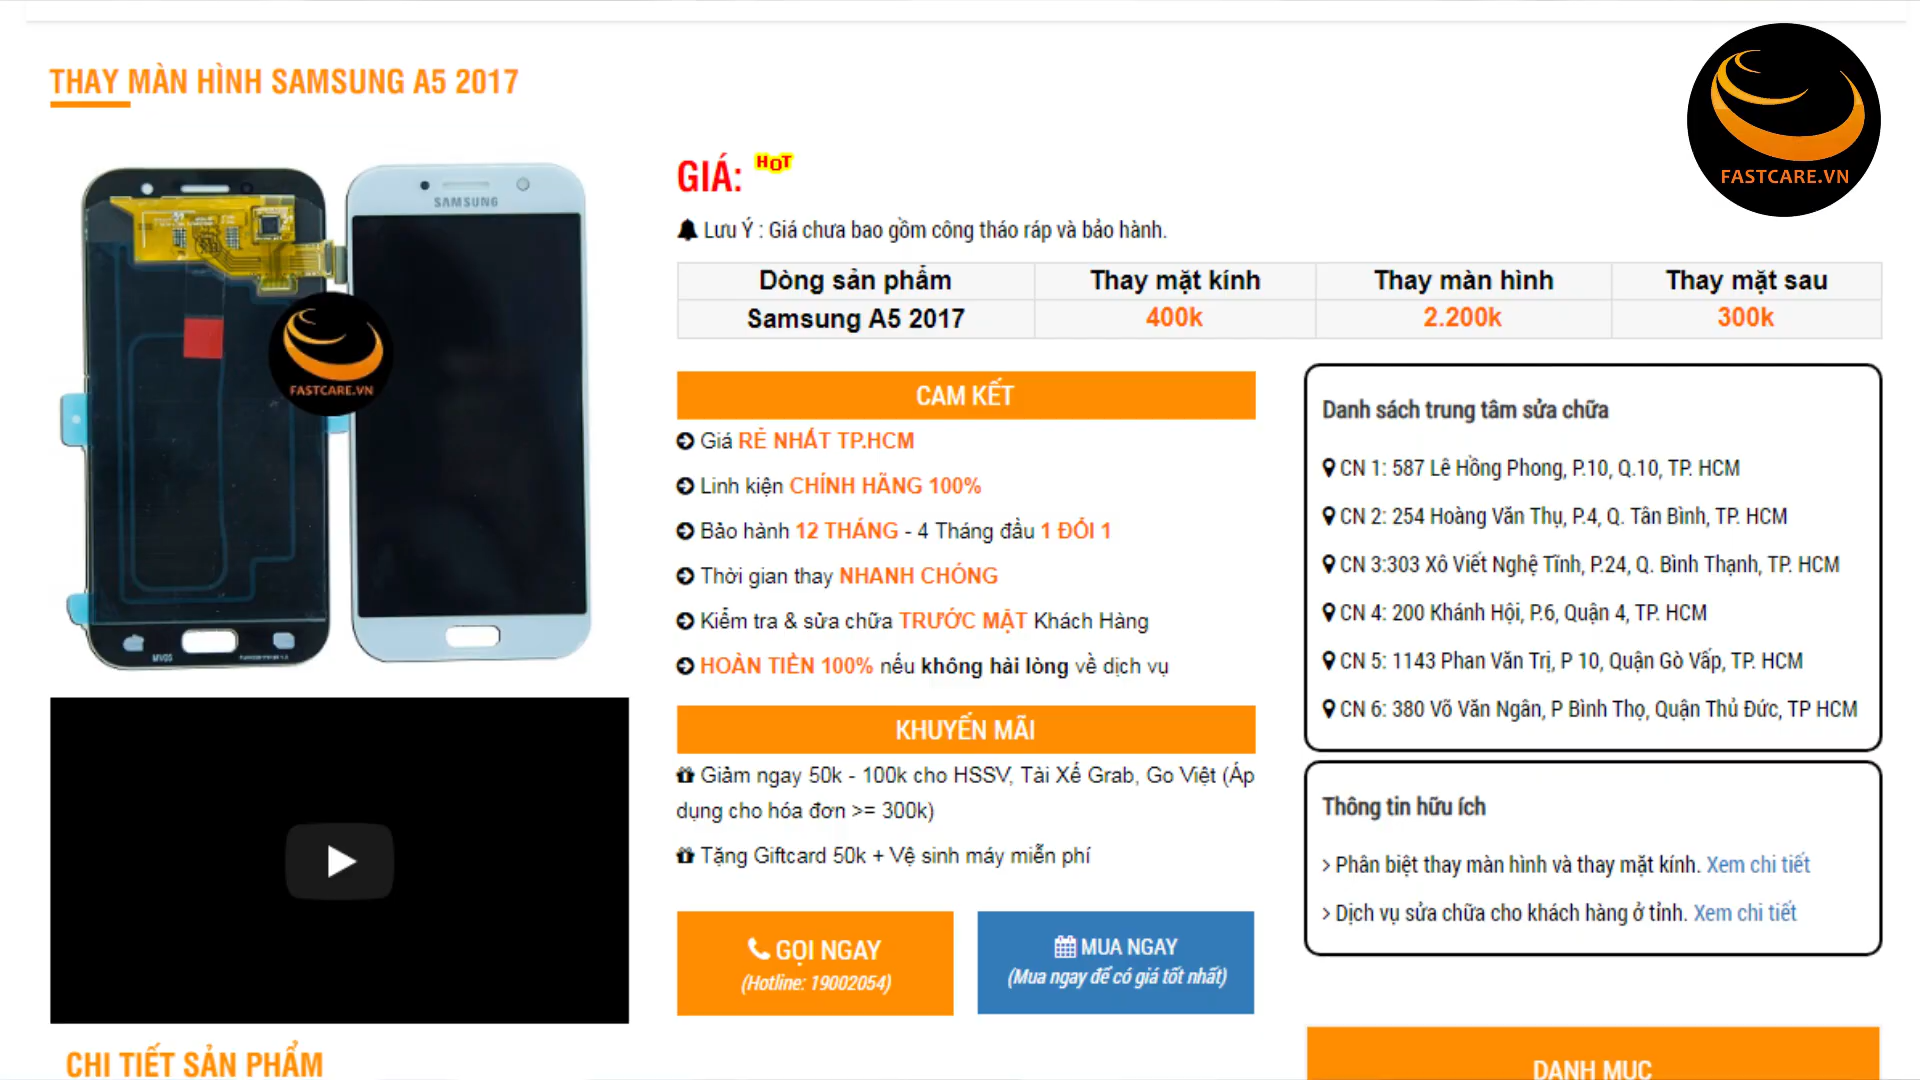 THAY MÀN HÌNH SAMSUNG A5 2017
FASTCARE.VN
SAMSUNG
FASTCARE.VN
GIÁ: HOT
Lưu Ý : Giá chưa bao gồm công tháo ráp và bảo hành.
Dòng sản phẩm Thay mặt kính Thay màn hình Thay mặt sau
Samsung A5 2017 400k 2.200k 300k
CAM KẾT
Giá RẺ NHẤT TP.HCM
Linh kiện CHÍNH HÃNG 100%
Bảo hành 12 THÁNG - 4 Tháng đầu 1 ĐỔI 1
Thời gian thay NHANH CHÓNG
Kiểm tra & sửa chữa TRƯỚC MẶT Khách Hàng
HOÀN TIỀN 100% nếu không hài lòng về dịch vụ
KHUYẾN MÃI
Giảm ngay 50k - 100k cho HSSV, Tài Xế Grab, Go Việt (Áp
dụng cho hóa đơn >= 300k)
Tặng Giftcard 50k + Vệ sinh máy miễn phí
GỌI NGAY
(Hotline: 19002054)
MUA NGAY
(Mua ngay để có giá tốt nhất)
Danh sách trung tâm sửa chữa
CN 1: 587 Lê Hồng Phong, P.10, Q.10, TP. HCM
CN 2: 254 Hoàng Văn Thụ, P.4, Q. Tân Bình, TP. HCM
CN 3:303 Xô Viết Nghệ Tĩnh, P.24, Q. Bình Thạnh, TP. HCM
CN 4: 200 Khánh Hội, P.6, Quận 4, TP. HCM
CN 5: 1143 Phan Văn Trị, P 10, Quận Gò Vấp, TP. HCM
CN 6: 380 Võ Văn Ngân, P Bình Thọ, Quận Thủ Đức, TP HCM
Thông tin hữu ích
> Phân biệt thay màn hình và thay mặt kính. Xem chi tiết
> Dịch vụ sửa chữa cho khách hàng ở tỉnh. Xem chi tiết
CHI TIẾT SẢN PHẨM
DANH MỤC